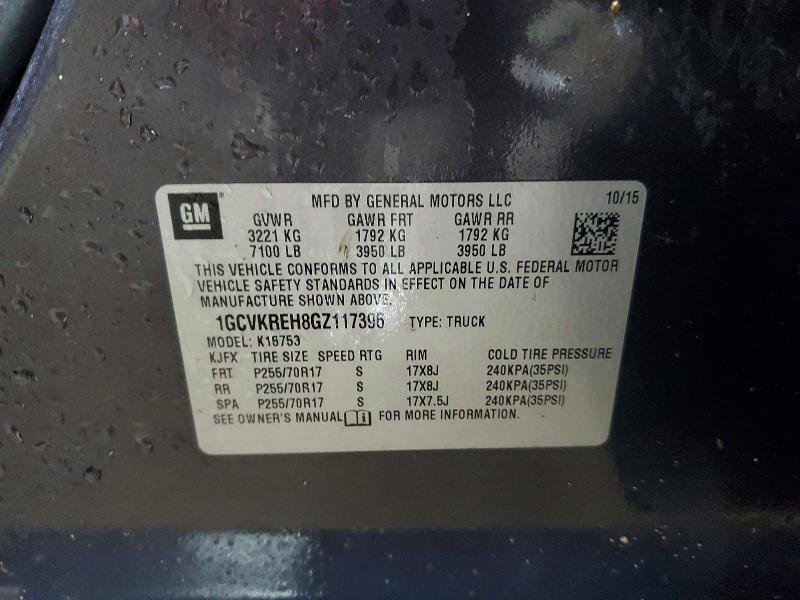 GM
MFD BY GENERAL MOTORS LLC 10/15
GVWR GAWR FRT GAWR RR
3221 KG 1792 KG 1792 KG
7100 LB 3950 LB 3950 LB
THIS VEHICLE CONFORMS TO ALL APPLICABLE U.S. FEDERAL MOTOR
VEHICLE SAFETY STANDARDS IN EFFECT ON THE DATE OF
MANUFACTURE SHOWN ABOVE.
1GCVKREH8GZ117396 TYPE: TRUCK
MODEL: K15753
KJFX TIRE SIZE SPEED RTG RIM COLD TIRE PRESSURE
FRT P255/70R17 S 17X8J 240KPA(35PSI)
RR P255/70R17 S 17X8J 240KPA(35PSI)
SPA P255/70R17 S 17X7.5J 240KPA(35PSI)
SEE OWNER'S MANUAL FOR MORE INFORMATION.